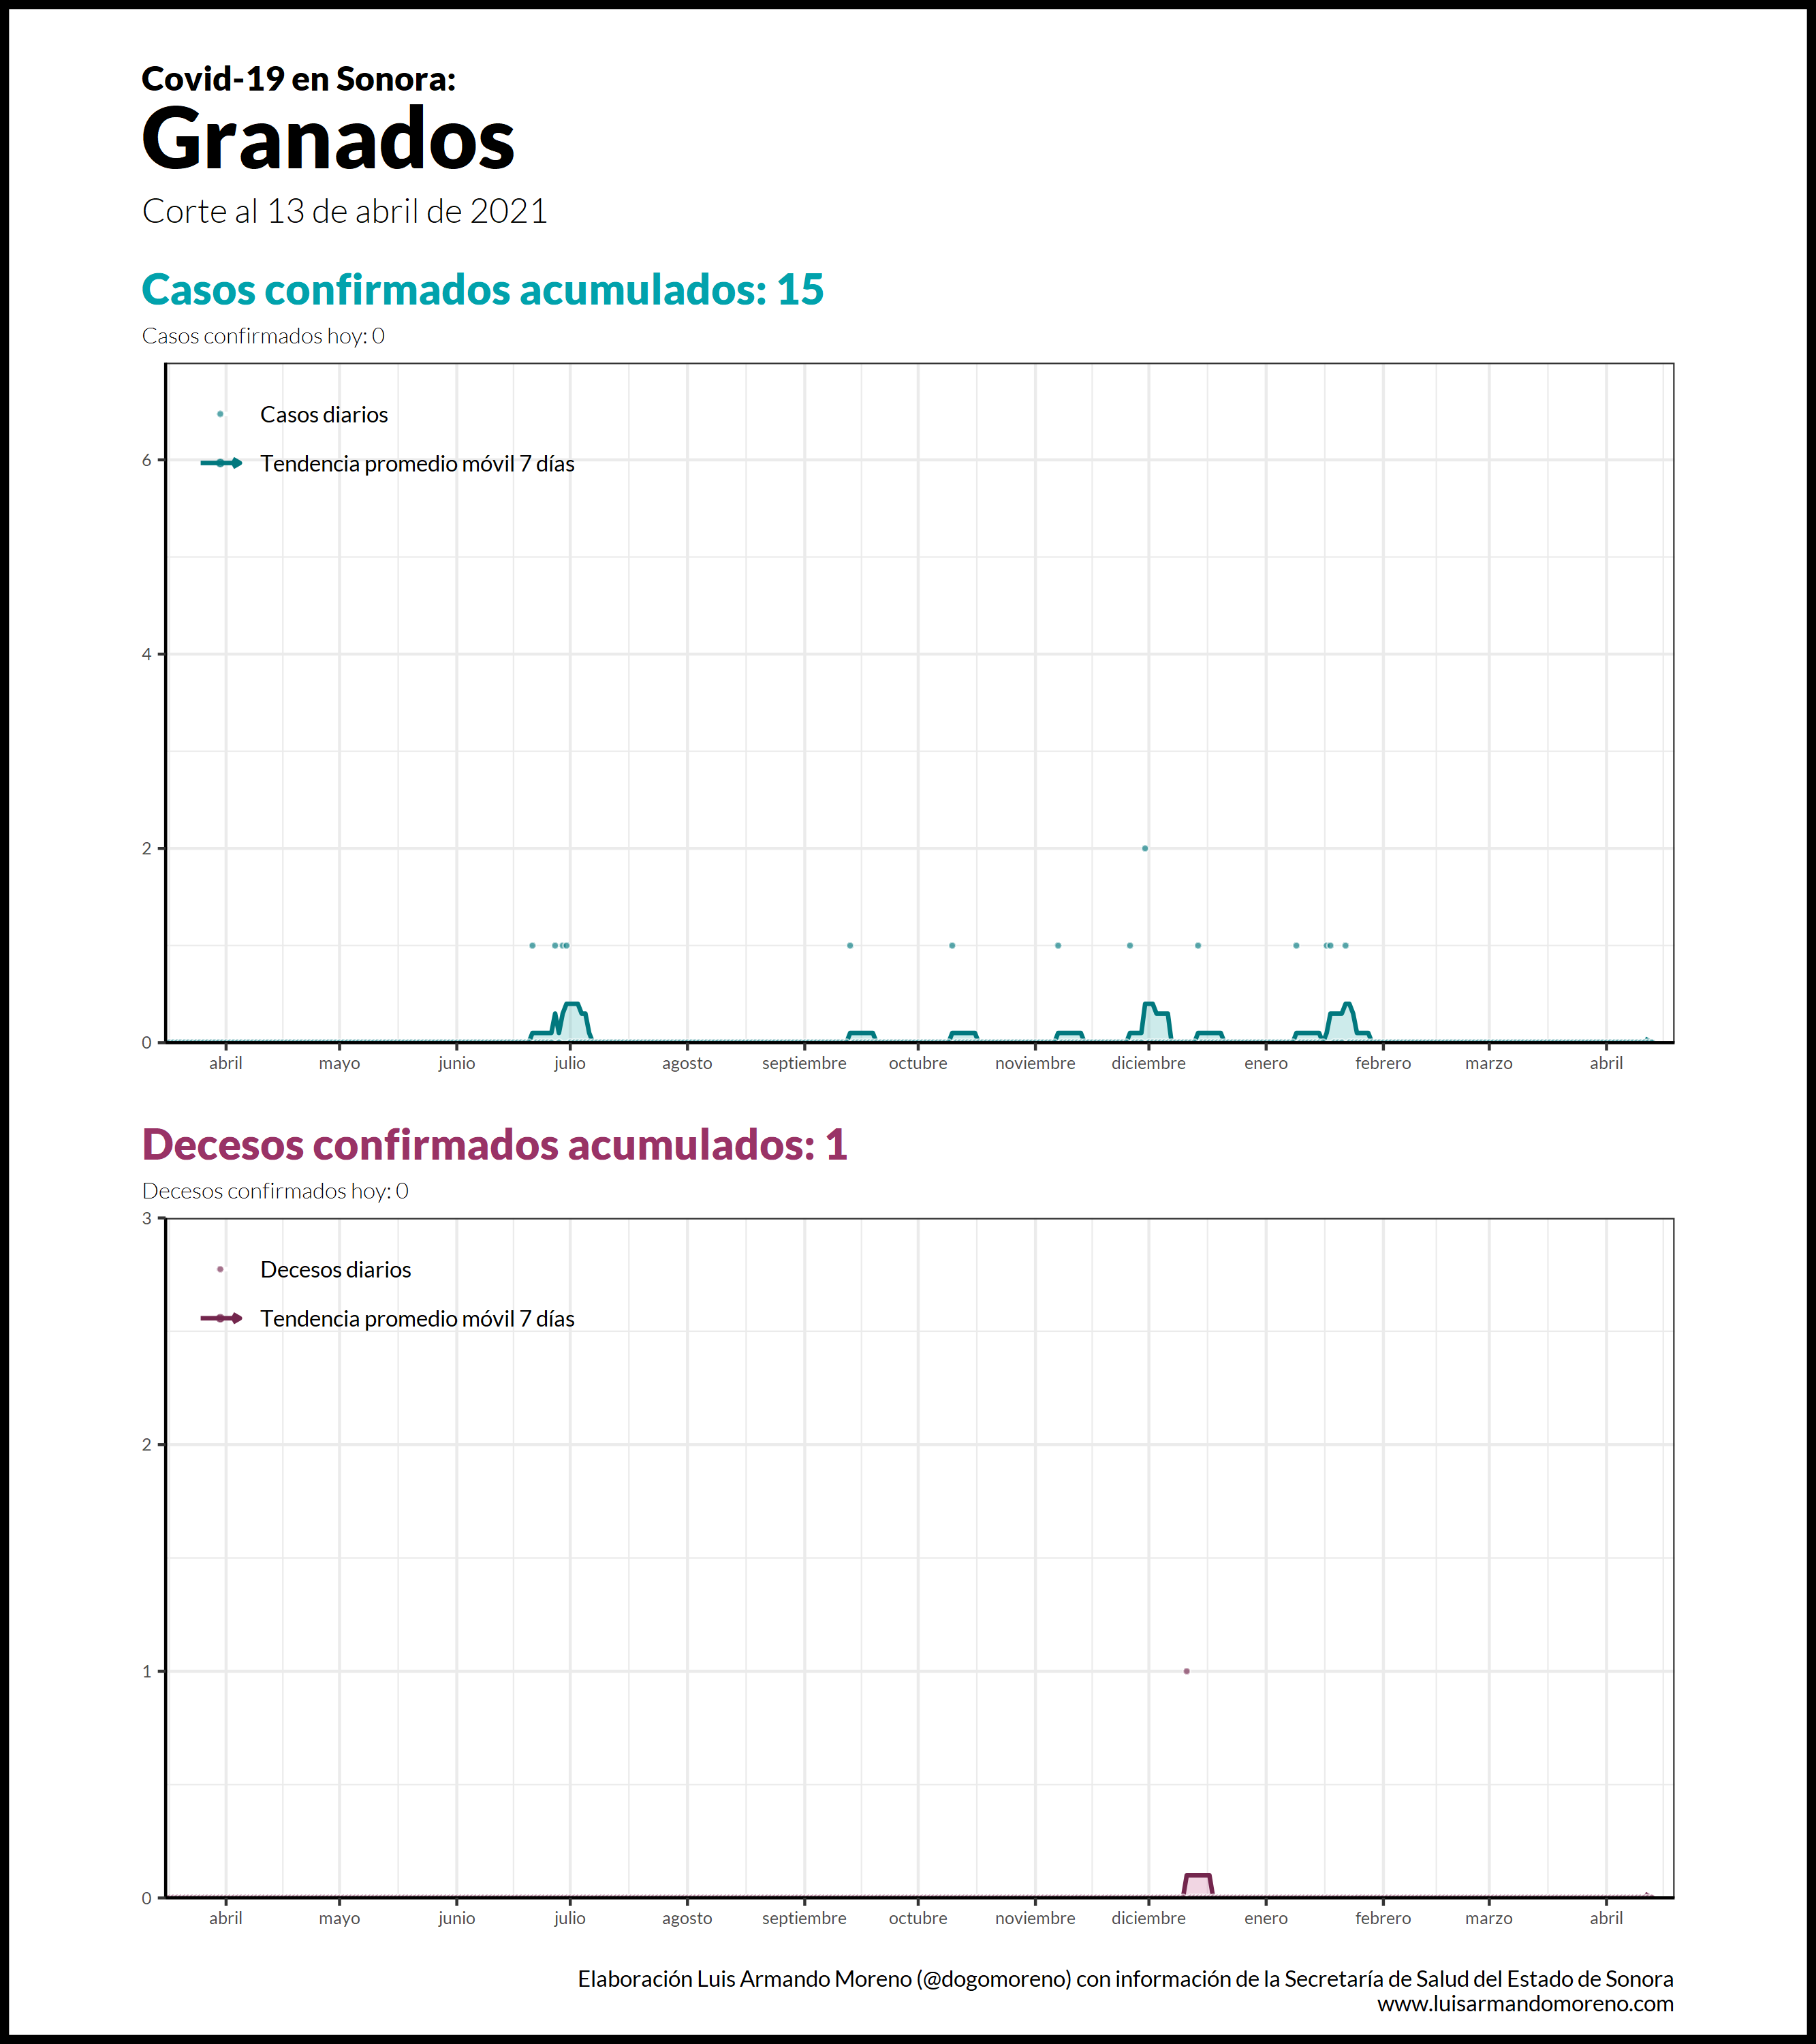 Covid-19 en Sonora:
Granados
Corte al 13 de abril de 2021
Casos confirmados acumulados: 15
Casos confirmados hoy: 0
Casos diarios
Tendencia promedio móvil 7 días
6
4
2
0
abril mayo junio julio agosto septiembre octubre noviembre diciembre enero febrero marzo abril
Decesos confirmados acumulados: 1
Decesos confirmados hoy: 0
3
Decesos diarios
Tendencia promedio móvil 7 días
2
1
0
abril mayo junio julio agosto septiembre octubre noviembre diciembre enero febrero marzo abril
Elaboración Luis Armando Moreno (@dogomoreno) con información de la Secretaría de Salud del Estado de Sonora
www.luisarmandomoreno.com